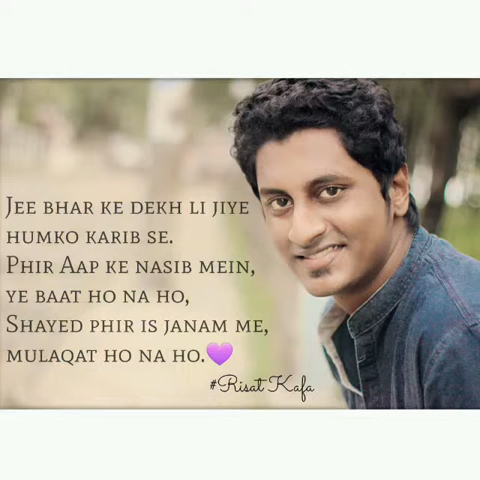 Jee bhar ke dekh li jiye
humko karib se.
Phir Aap ke nasib mein,
ye baat ho na ho,
Shayed phir is janam me,
mulaqat ho na ho.💜
#Risat Kafa